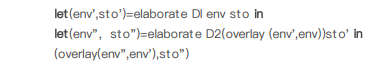 let(env',sto')=elaborate Dl env sto in
let(env”, sto”)=elaborate D2(overlay (env',env))sto' in
(overlay(env”,env'),sto”)